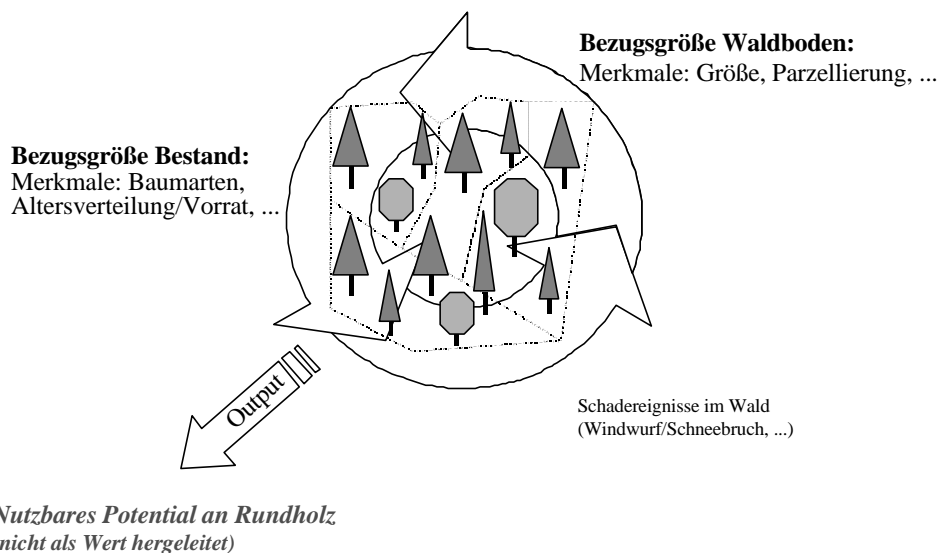 Bezugsgröße Waldboden:
Merkmale: Größe, Parzellierung, ...
Bezugsgröße Bestand:
Merkmale: Baumarten,
Altersverteilung/Vorrat, ...
Output
Schadereignisse im Wald
(Windwurf/Schneebruch, ...)
Nutzbares Potential an Rundholz
nicht als Wert hergeleitet)